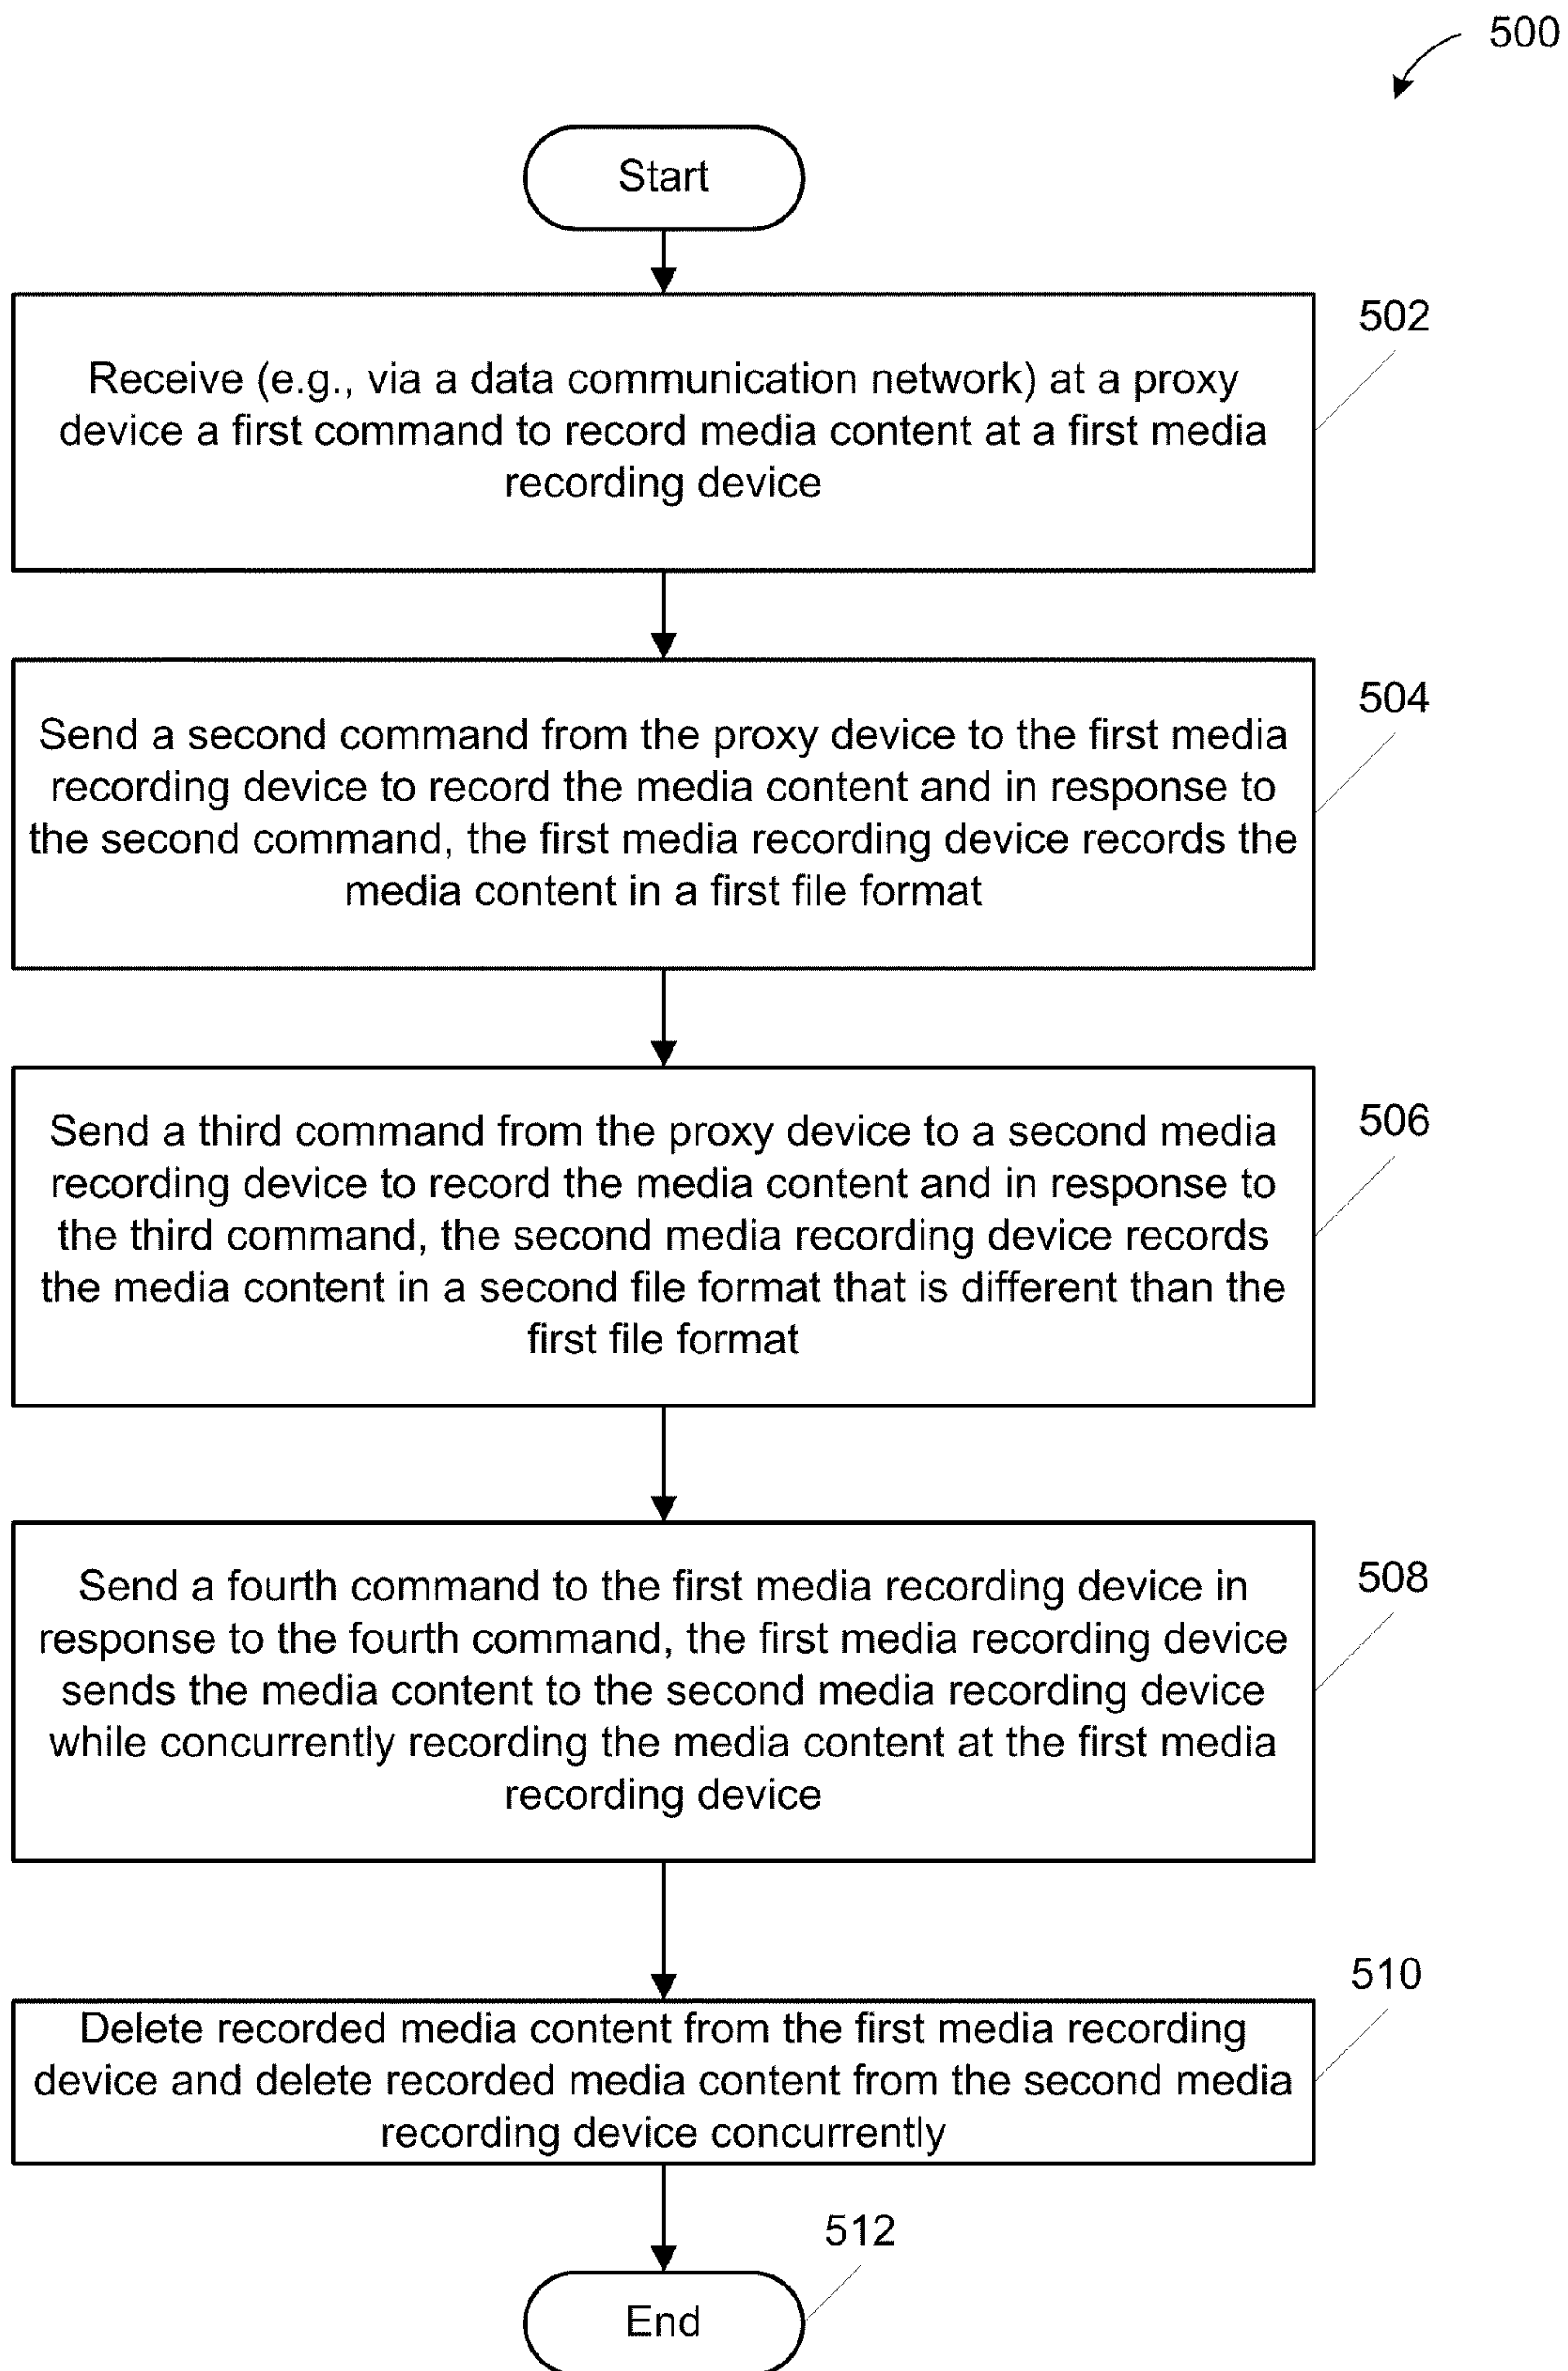 500
Start
502
Receive (e.g., via a data communication network) at a proxy
device a first command to record media content at a first media
recording device
504
Send a second command from the proxy device to the first media
recording device to record the media content and in response to
the second command, the first media recording device records the
media content in a first file format
506
Send a third command from the proxy device to a second media
recording device to record the media content and in response to
the third command, the second media recording device records
the media content in a second file format that is different than the
first file format
508
Send a fourth command to the first media recording device in
response to the fourth command, the first media recording device
sends the media content to the second media recording device
while concurrently recording the media content at the first media
recording device
510
Delete recorded media content from the first media recording
device and delete recorded media content from the second media
recording device concurrently
512
End